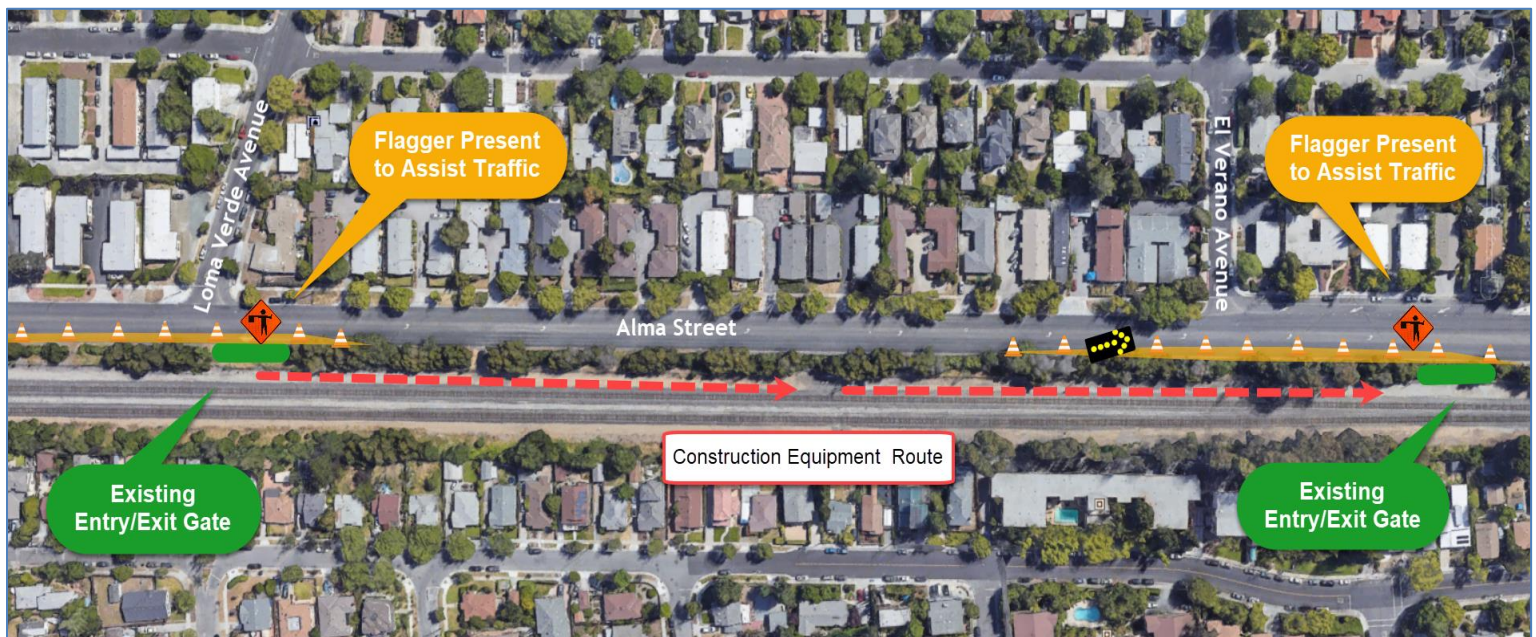 Loma Verde Avenue
Flagger Present
to Assist Traffic
El Verano Avenue
Flagger Present
to Assist Traffic
Alma Street
Construction Equipment Route
Existing
Entry/Exit Gate
Existing
Entry/Exit Gate